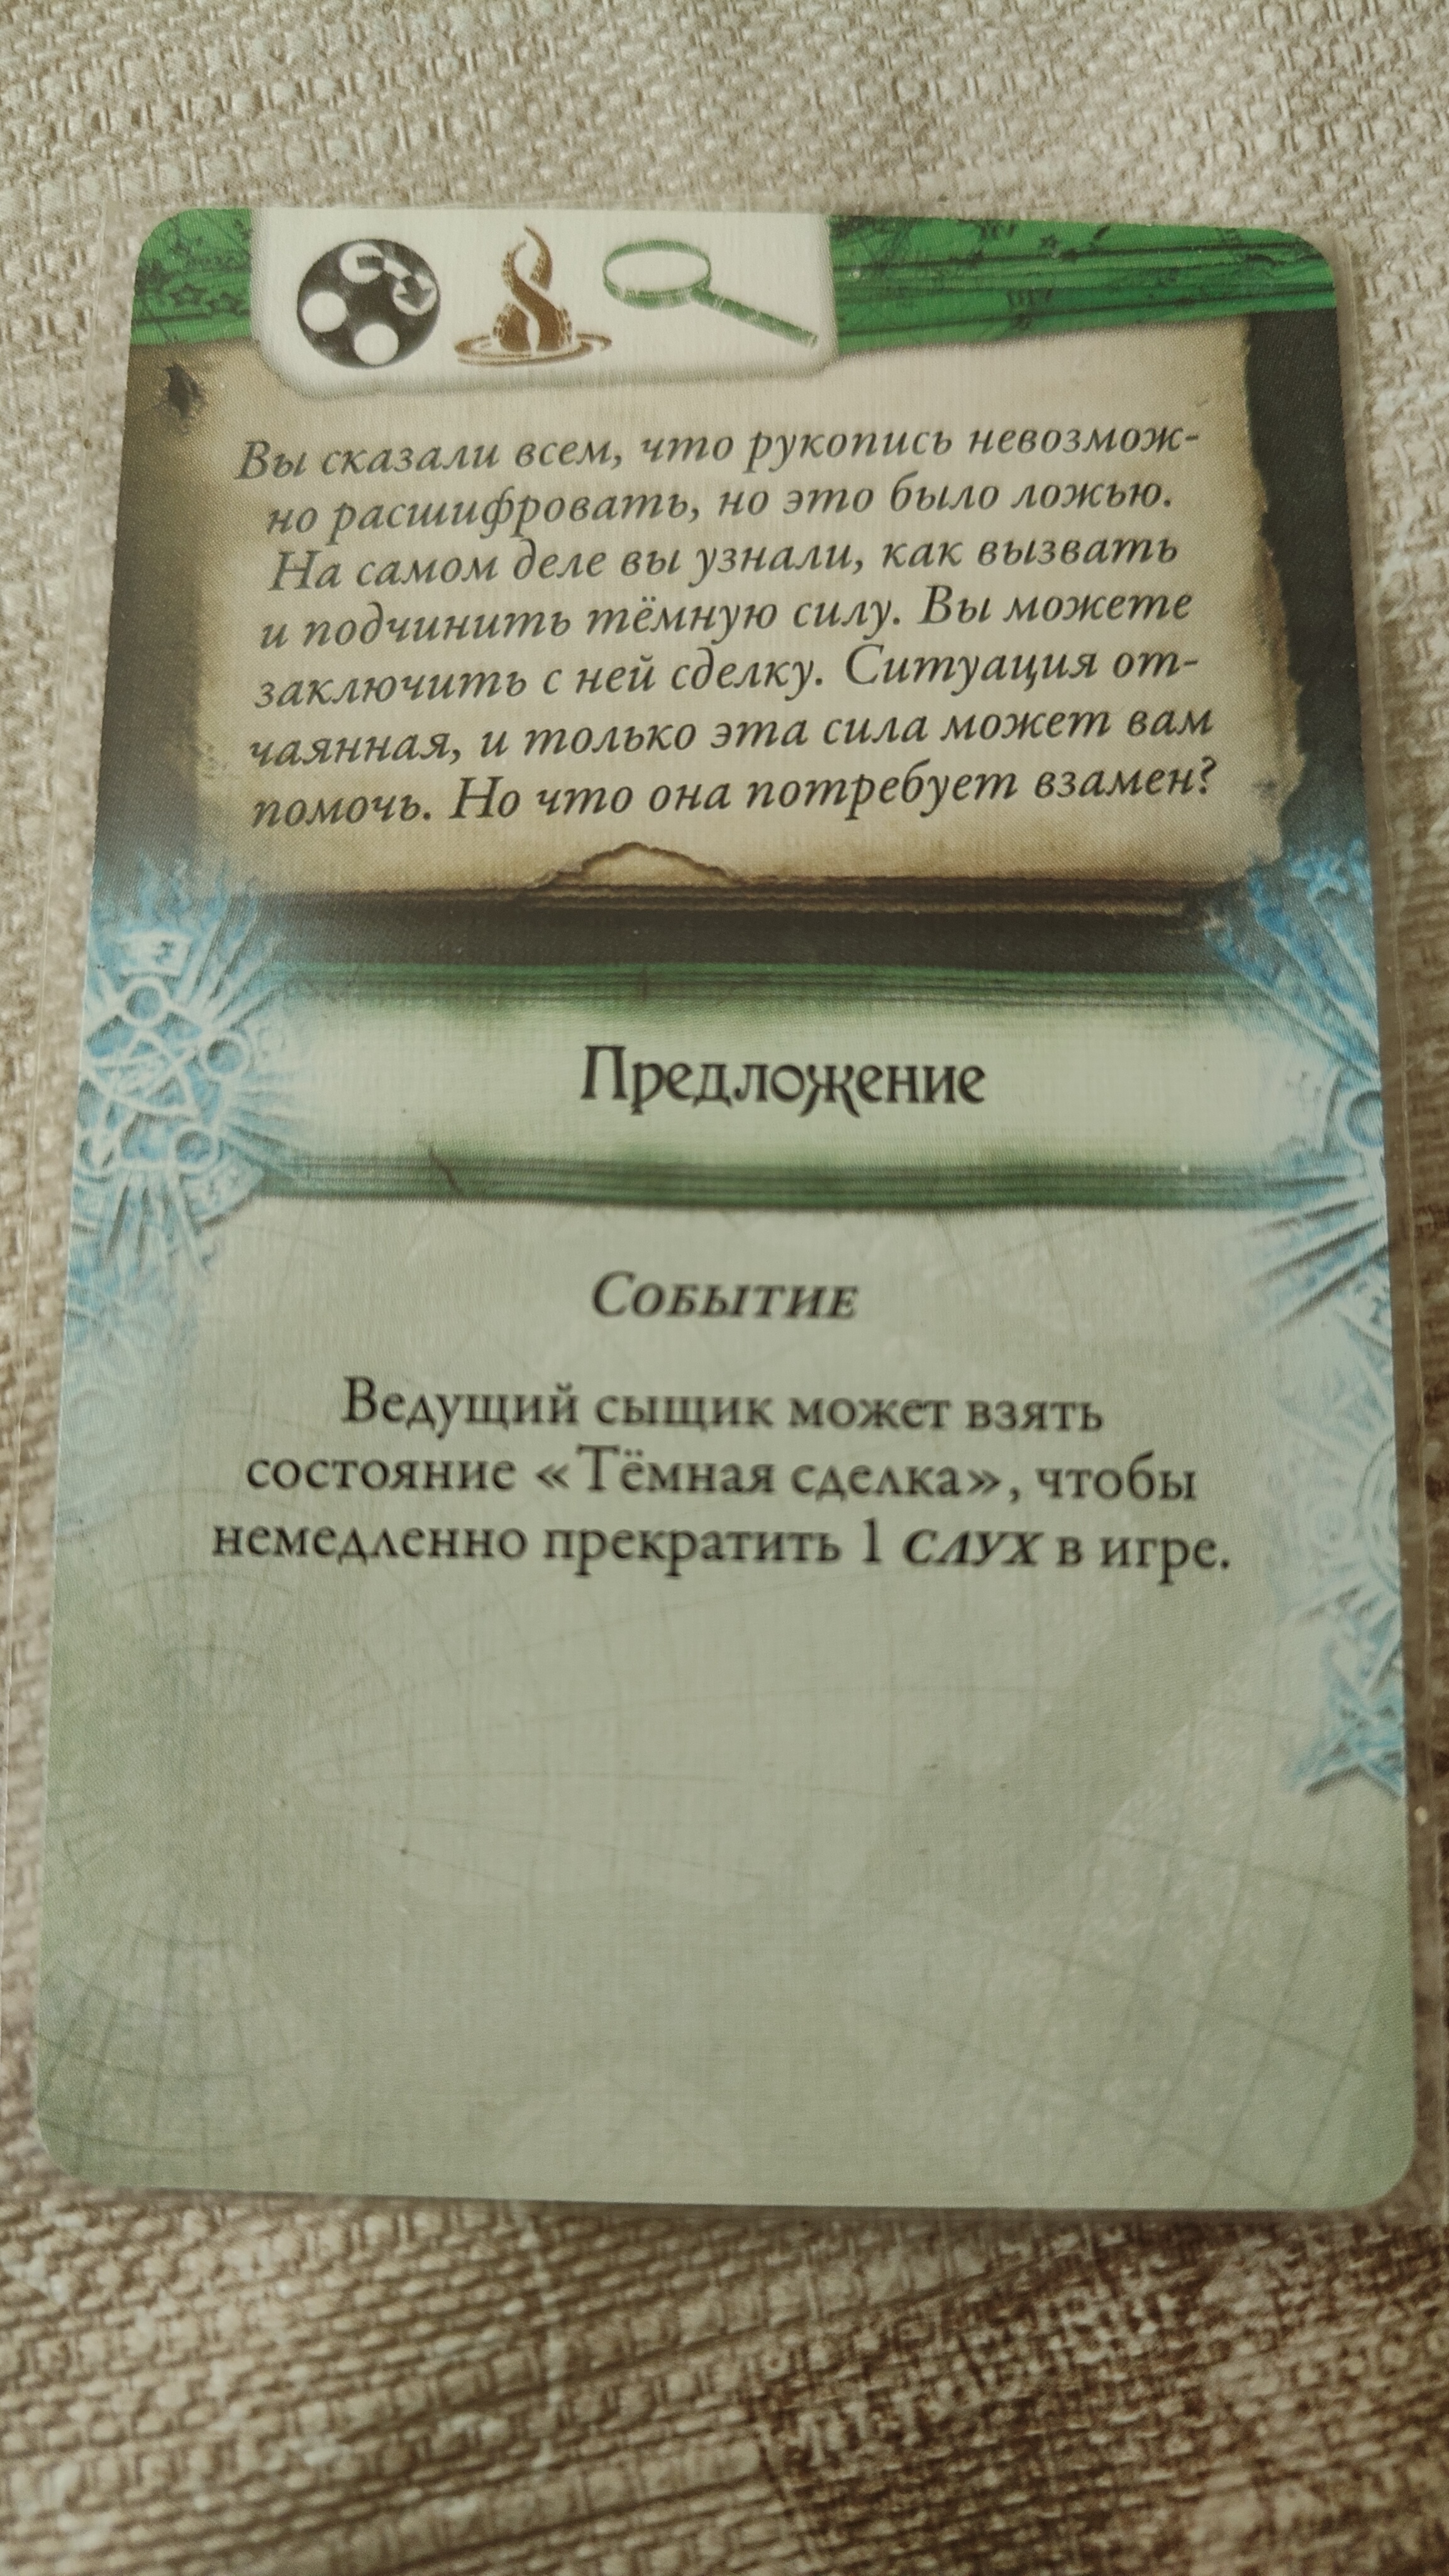 Вы сказали всем, что рукопись невозмож-
но расшифровать, но это было ложью.
На самом деле вы узнали, как вызвать
и подчинить тёмную силу. Вы можете
заключить с ней сделку. Ситуация от-
чаянная, и только эта сила может вам
помочь. Но что она потребует взамен?
Предложение
Событие
Ведущий сыщик может взять
состояние «Тёмная сделка», чтобы
немедленно прекратить 1 СЛУХ в игре.